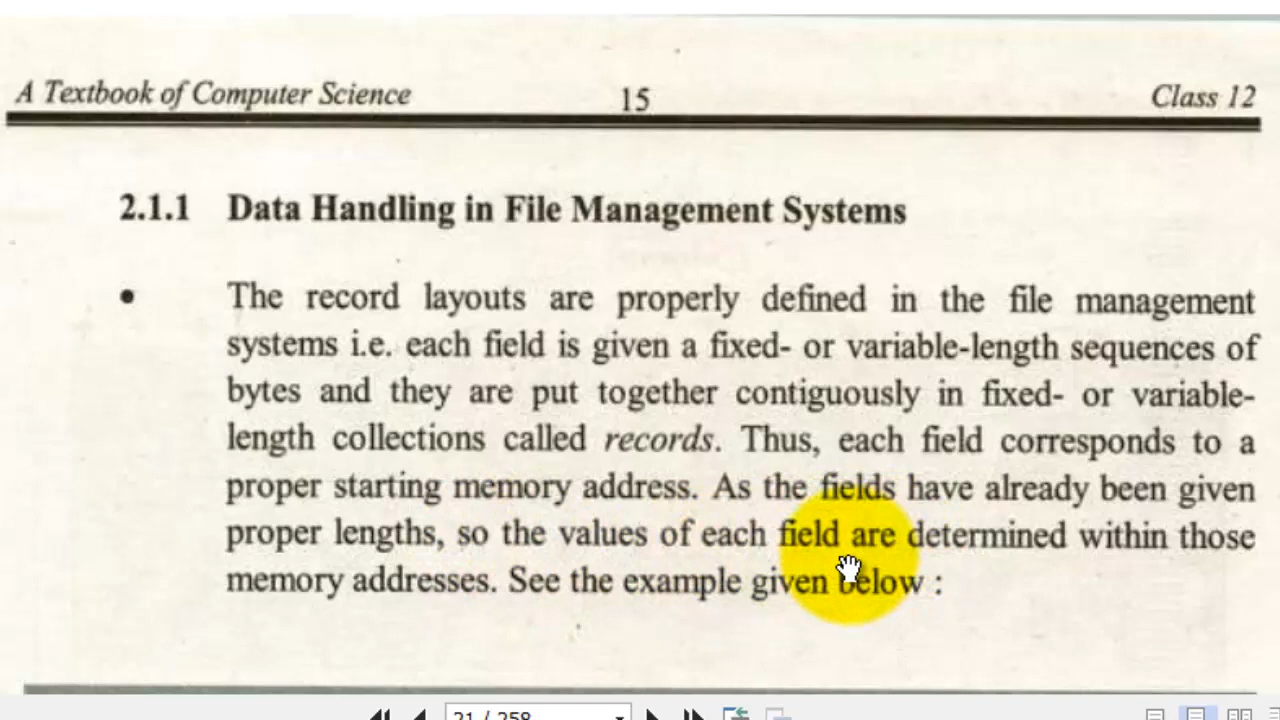 A Textbook of Computer Science 15 Class 12
2.1.1 Data Handling in File Management Systems
• The record layouts are properly defined in the file management
systems i.e. each field is given a fixed- or variable-length sequences of
bytes and they are put together contiguously in fixed- or variable-
length collections called records. Thus, each field corresponds to a
proper starting memory address. As the fields have already been given
proper lengths, so the values of each field are determined within those
memory addresses. See the example given below :
21 / 258